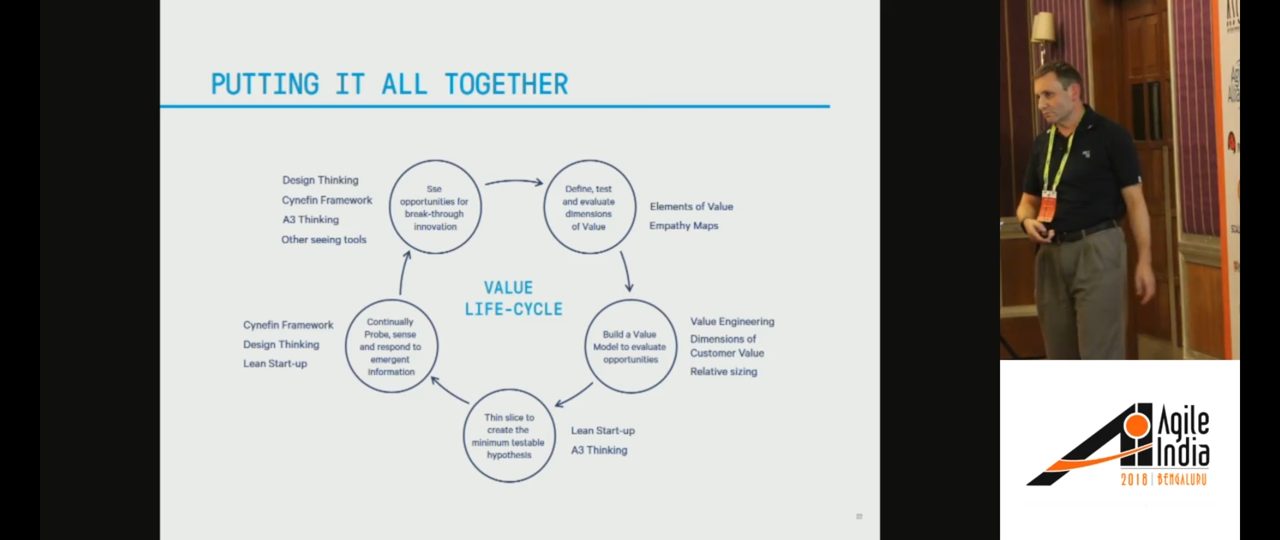 PUTTING IT ALL TOGETHER
Design Thinking
Cynefin Framework
A3 Thinking
Other seeing tools
Sse
opportunities for
break-through
innovation
Define, test
and evaluate
dimensions
of Value
Elements of Value
Empathy Maps
VALUE
LIFE-CYCLE
Cynefin Framework
Design Thinking
Lean Start-up
Continually
Probe, sense
and respond to
emergent
information
Build a Value
Model to evaluate
opportunities
Value Engineering
Dimensions of
Customer Value
Relative sizing
Thin slice to
create the
minimum testable
hypothesis
Lean Start-up
A3 Thinking
Agile
India
2018 | BENGALURU